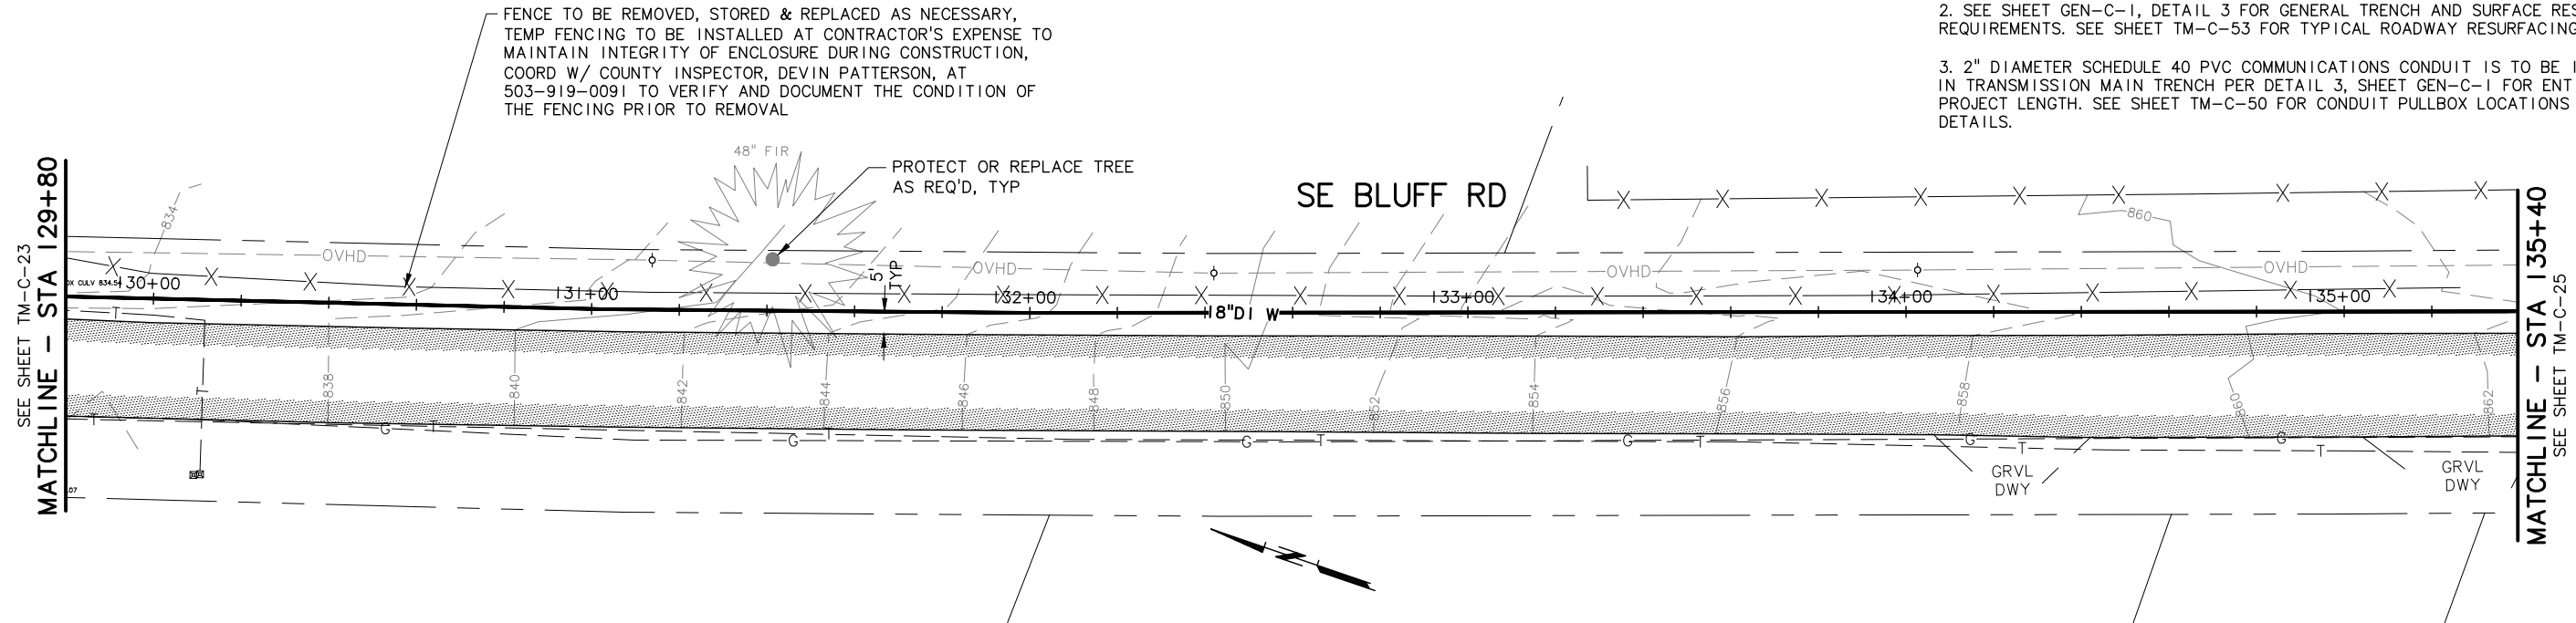 FENCE TO BE REMOVED, STORED & REPLACED AS NECESSARY,
TEMP FENCING TO BE INSTALLED AT CONTRACTOR'S EXPENSE TO
MAINTAIN INTEGRITY OF ENCLOSURE DURING CONSTRUCTION,
COORD W/ COUNTY INSPECTOR, DEVIN PATTERSON, AT
503-919-0091 TO VERIFY AND DOCUMENT THE CONDITION OF
THE FENCING PRIOR TO REMOVAL
2. SEE SHEET GEN-C-1, DETAIL 3 FOR GENERAL TRENCH AND SURFACE RES
REQUIREMENTS. SEE SHEET TM-C-53 FOR TYPICAL ROADWAY RESURFACING
3. 2" DIAMETER SCHEDULE 40 PVC COMMUNICATIONS CONDUIT IS TO BE I
IN TRANSMISSION MAIN TRENCH PER DETAIL 3, SHEET GEN-C-1 FOR ENT
PROJECT LENGTH. SEE SHEET TM-C-50 FOR CONDUIT PULLBOX LOCATIONS
DETAILS.
48" FIR
PROTECT OR REPLACE TREE
AS REQ'D, TYP
SE BLUFF RD
SEE SHEET TM-C-23
MATCHLINE - STA 129+80
834
OVHD
OVHD
OVHD
OVHD
860
CULV 834.54
130+00
131+00
132+00
133+00
134+00
135+00
5'
TYP
18"DI W
T
T
838
840
842
844
846
848
850
852
854
856
858
860
862
T
G
T
G
T
G
T
G
T
G
T
G
T
GRVL
DWY
GRVL
DWY
.07
N
MATCHLINE - STA 135+40
SEE SHEET TM-C-25